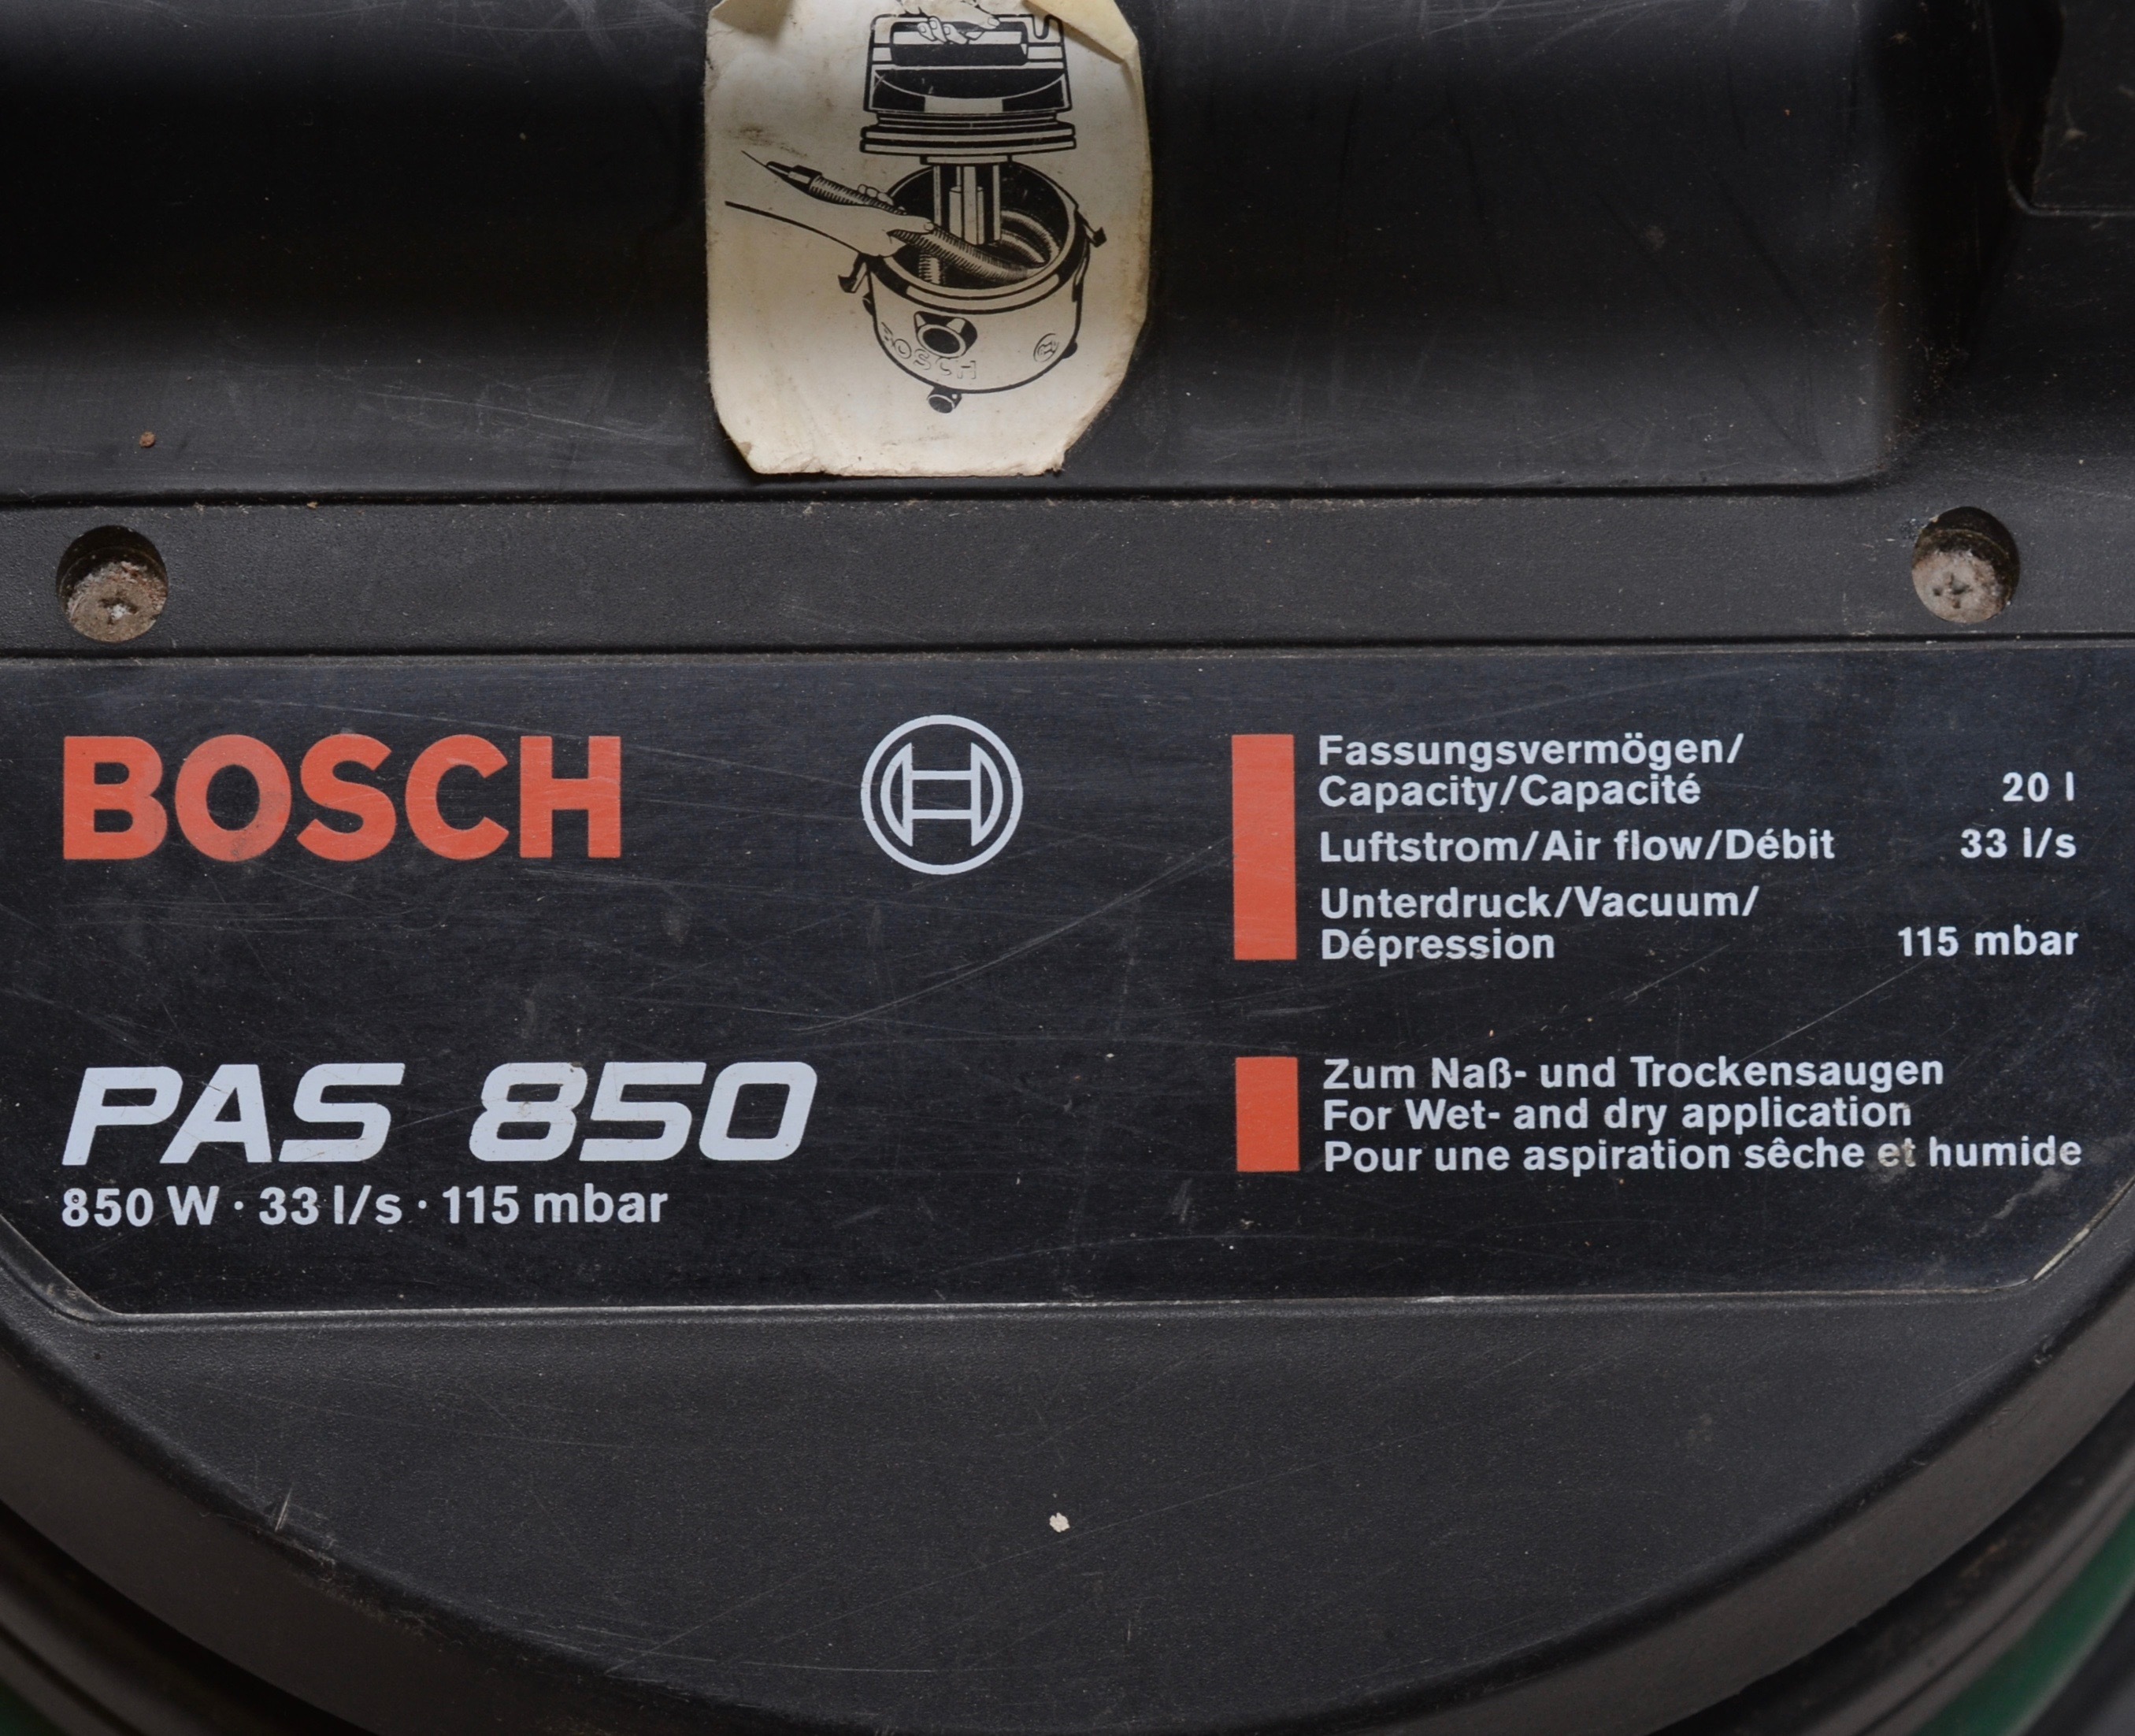 BOSCH
BOSCH
Fassungsvermögen/
Capacity/Capacité 20 l
Luftstrom/Air flow/Débit 33 l/s
Unterdruck/Vacuum/
Dépression 115 mbar
PAS 850
850 W · 33 l/s · 115 mbar
Zum Naß- und Trockensaugen
For Wet- and dry application
Pour une aspiration sêche et humide